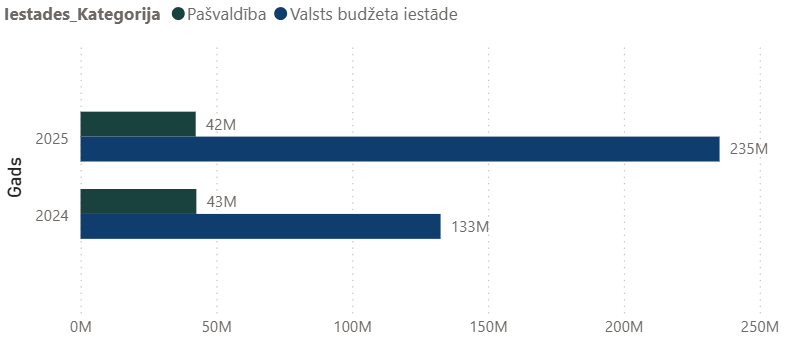 Iestades_Kategorija Pašvaldība Valsts budžeta iestāde
Gads
2025
42M
235M
2024
43M
133M
0M 50M 100M 150M 200M 250M